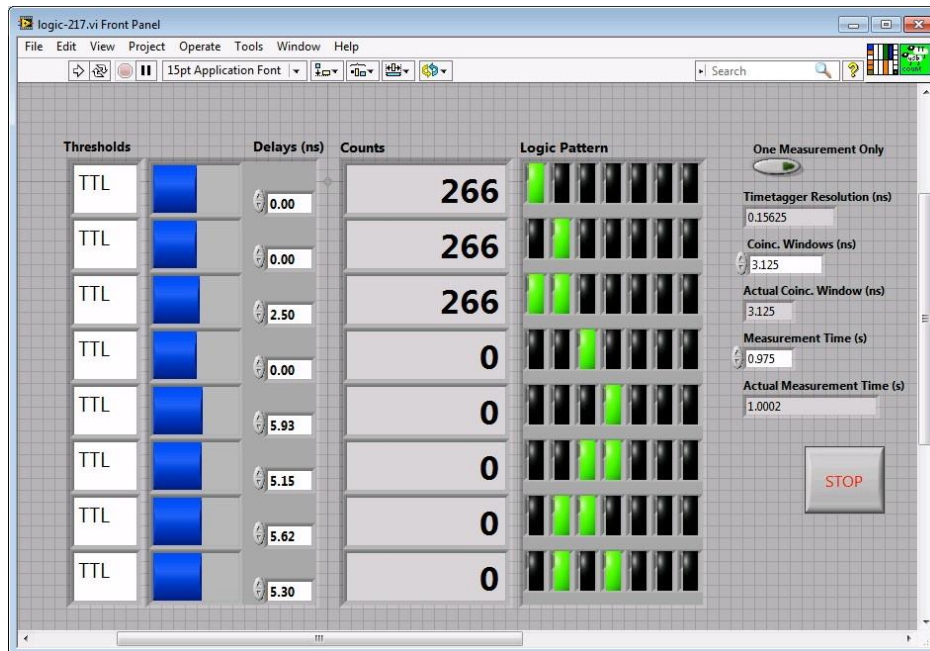 logic-217.vi Front Panel
File Edit View Project Operate Tools Window Help
15pt Application Font
Search
?
count
Thresholds Delays (ns) Counts Logic Pattern
One Measurement Only
TTL 0.00 266
Timetagger Resolution (ns)
0.15625
TTL 0.00 266
Coinc. Windows (ns)
3.125
TTL 2.50 266
Actual Coinc. Window (ns)
3.125
TTL 0.00 0
Measurement Time (s)
0.975
Actual Measurement Time (s)
1.0002
TTL 5.93 0
TTL 5.15 0
STOP
TTL 5.62 0
TTL 5.30 0